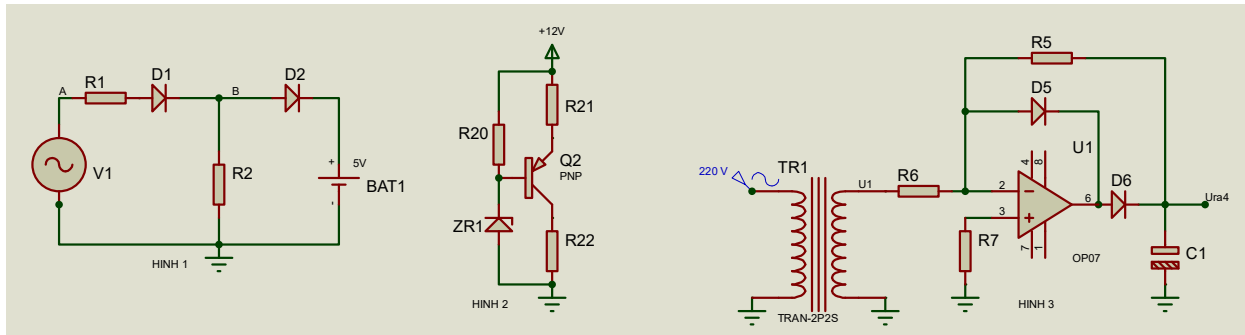 A
R1
D1
B
D2
V1
R2
+
5V
-
BAT1
HINH 1
+12V
R21
R20
Q2
PNP
ZR1
R22
HINH 2
220 V
TR1
U1
TRAN-2P2S
R6
R5
D5
U1
4
8
2
3
6
7
1
D6
Ura4
R7
OP07
C1
HINH 3